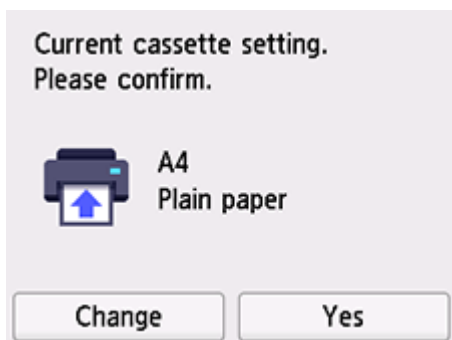 Current cassette setting.
Please confirm.
A4
Plain paper
Change
Yes